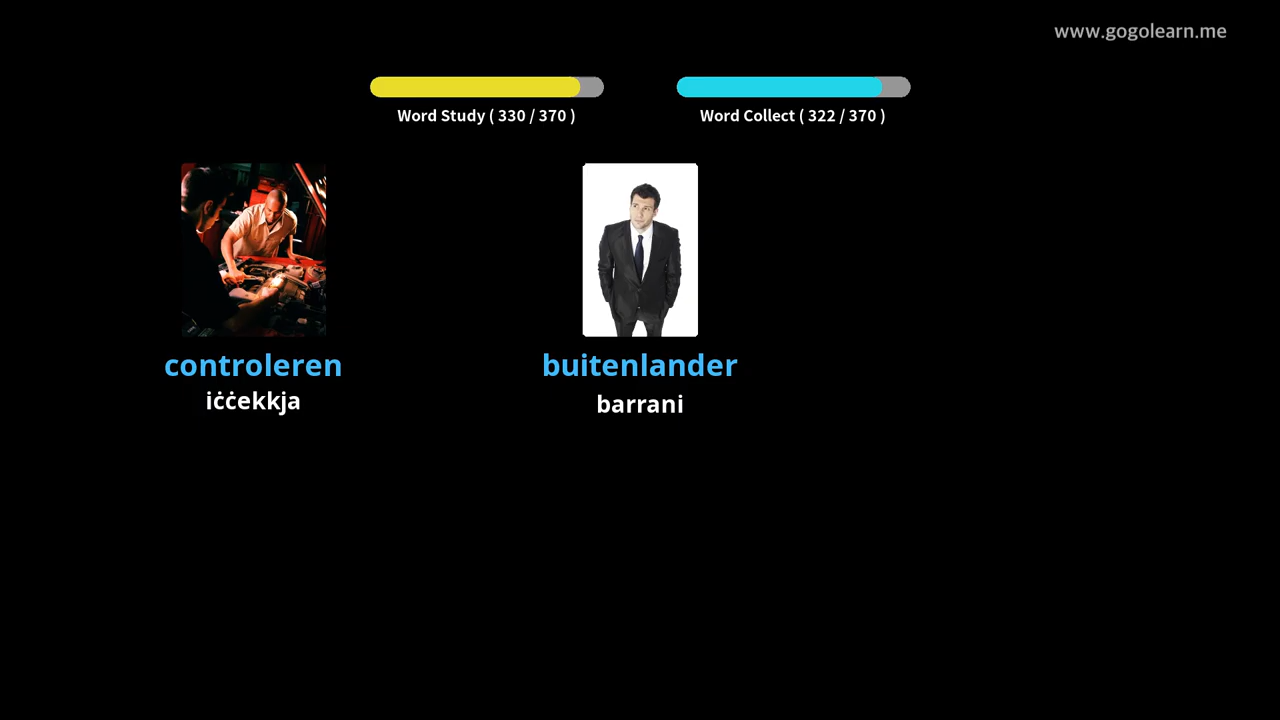 www.gogolearn.me
Word Study ( 330 / 370 )
Word Collect ( 322 / 370 )
controleren
iċċekkja
buitenlander
barrani